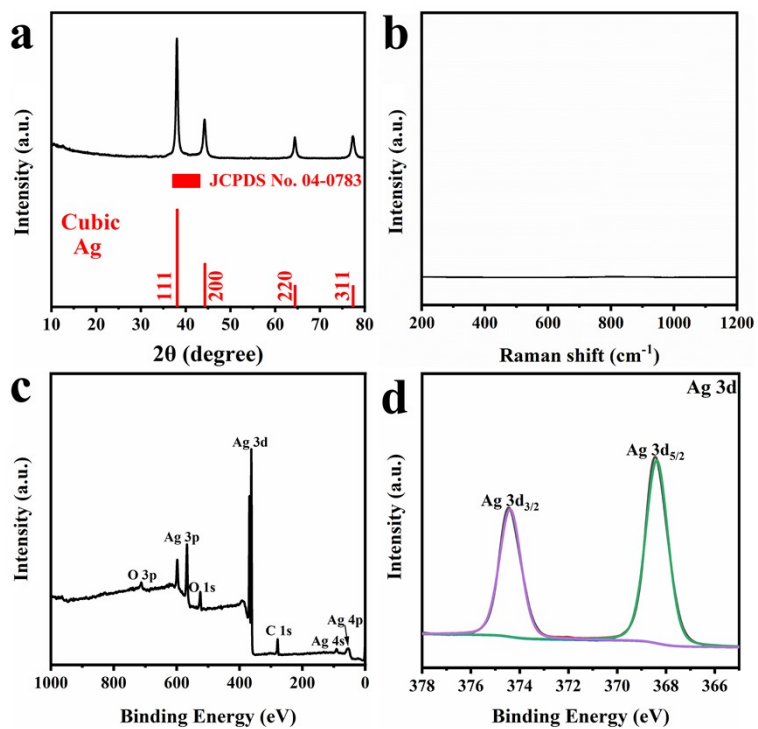 a
Intensity (a.u.)
JCPDS No. 04-0783
Cubic
Ag
111
200
220
311
10 20 30 40 50 60 70 80
2θ (degree)
b
Intensity (a.u.)
200 400 600 800 1000 1200
Raman shift (cm⁻¹)
c
Intensity (a.u.)
Ag 3d
Ag 3p
O 3p
O 1s
C 1s
Ag 4p
Ag 4s
1000 800 600 400 200 0
Binding Energy (eV)
d
Ag 3d
Intensity (a.u.)
Ag 3d₅/₂
Ag 3d₃/₂
378 376 374 372 370 368 366
Binding Energy (eV)